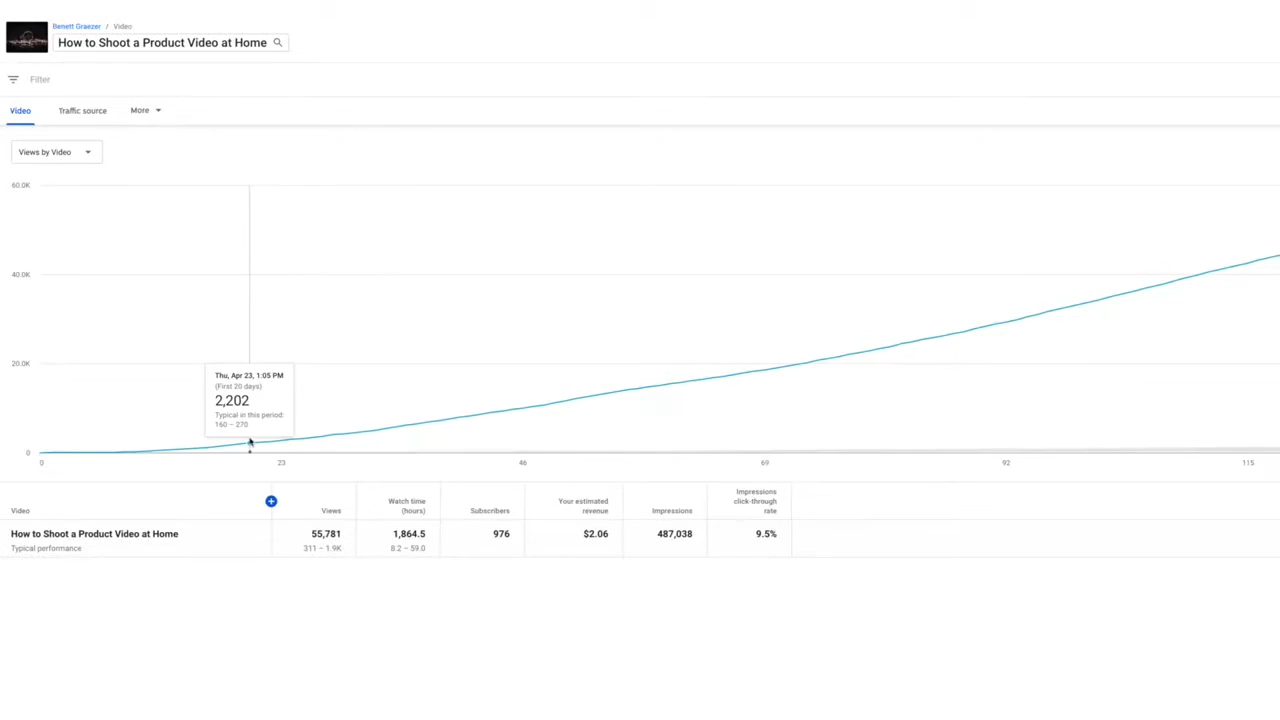 Benett Graezer / Video
How to Shoot a Product Video at Home
Filter
Video Traffic source More
Views by Video
60.0K
40.0K
20.0K
0
Thu, Apr 23, 1:05 PM
(First 20 days)
2,202
Typical in this period:
160 – 270
0 23 46 69 92 115
Video Views Watch time (hours) Subscribers Your estimated revenue Impressions Impressions click-through rate
How to Shoot a Product Video at Home 55,781 1,864.5 976 $2.06 487,038 9.5%
Typical performance 311 – 1.9K 8.2 – 59.0